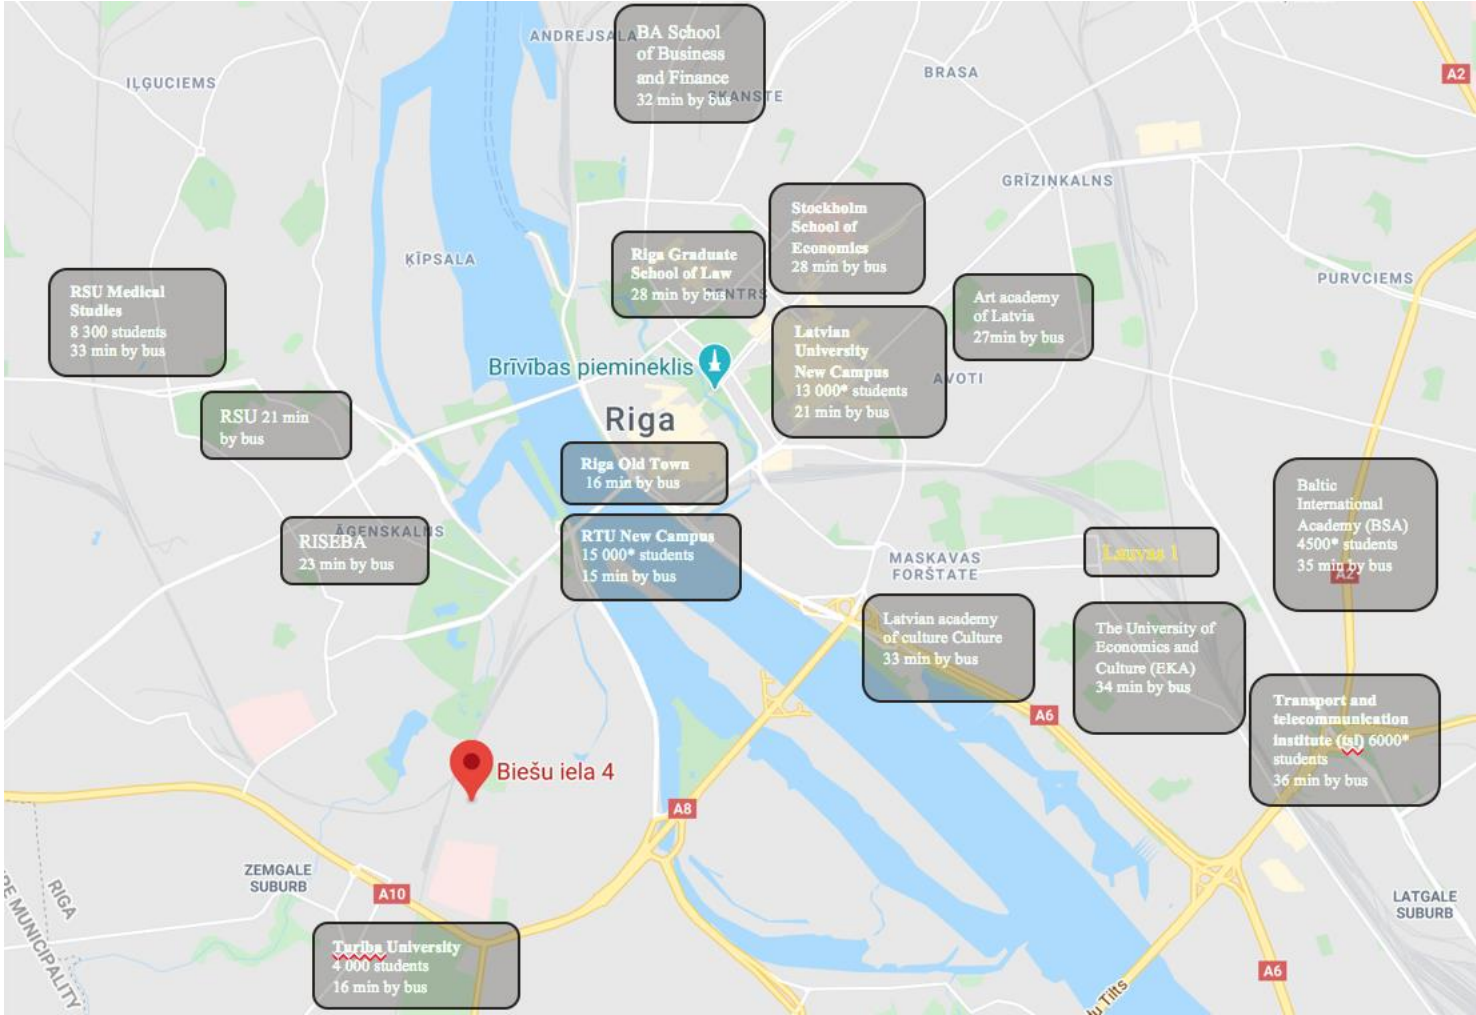 ANDREJSALA
BA School
of Business
and Finance
32 min by bus
SKANSTE
BRASA
A2
IĻGUCIEMS
GRĪZIŅKALNS
Stockholm
School of
Economics
28 min by bus
Riga Graduate
School of Law
28 min by bus
CENTRS
ĶĪPSALA
PURVCIEMS
RSU Medical
Studies
8 300 students
33 min by bus
Art academy
of Latvia
27min by bus
Latvian
University
New Campus
13 000* students
21 min by bus
Brīvības piemineklis
AVOTI
RSU 21 min
by bus
Riga
Riga Old Town
16 min by bus
Baltic
International
Academy (BSA)
4500* students
35 min by bus
A2
ĀGENSKALNS
RISEBA
23 min by bus
RTU New Campus
15 000* students
15 min by bus
MASKAVAS
FORŠTATE
Lauvas 1
Latvian academy
of culture Culture
33 min by bus
The University of
Economics and
Culture (EKA)
34 min by bus
A6
Transport and
telecommunication
institute (tsl) 6000*
students
36 min by bus
Biešu iela 4
A8
ZEMGALE
SUBURB
A10
RIGA
MUNICIPALITY
LATGALE
SUBURB
Turiba University
4 000 students
16 min by bus
A6
Tilts